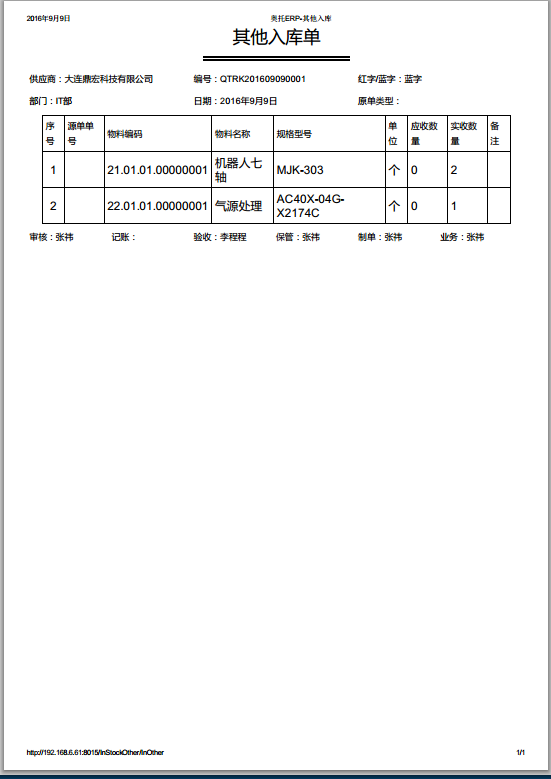 2016年9月9日 奥托ERP-其他入库
其他入库单
供应商：大连鼎宏科技有限公司 编号：QTRK201609090001 红字/蓝字：蓝字
部门：IT部 日期：2016年9月9日 原单类型：
序号 源单单号 物料编码 物料名称 规格型号 单位 应收数量 实收数量 备注
1 21.01.01.00000001 机器人七轴 MJK-303 个 0 2
2 22.01.01.00000001 气源处理 AC40X-04G-X2174C 个 0 1
审核：张祎 记账： 验收：李程程 保管：张祎 制单：张祎 业务：张祎
http://192.168.6.61:8015/InStockOther/InOther 1/1